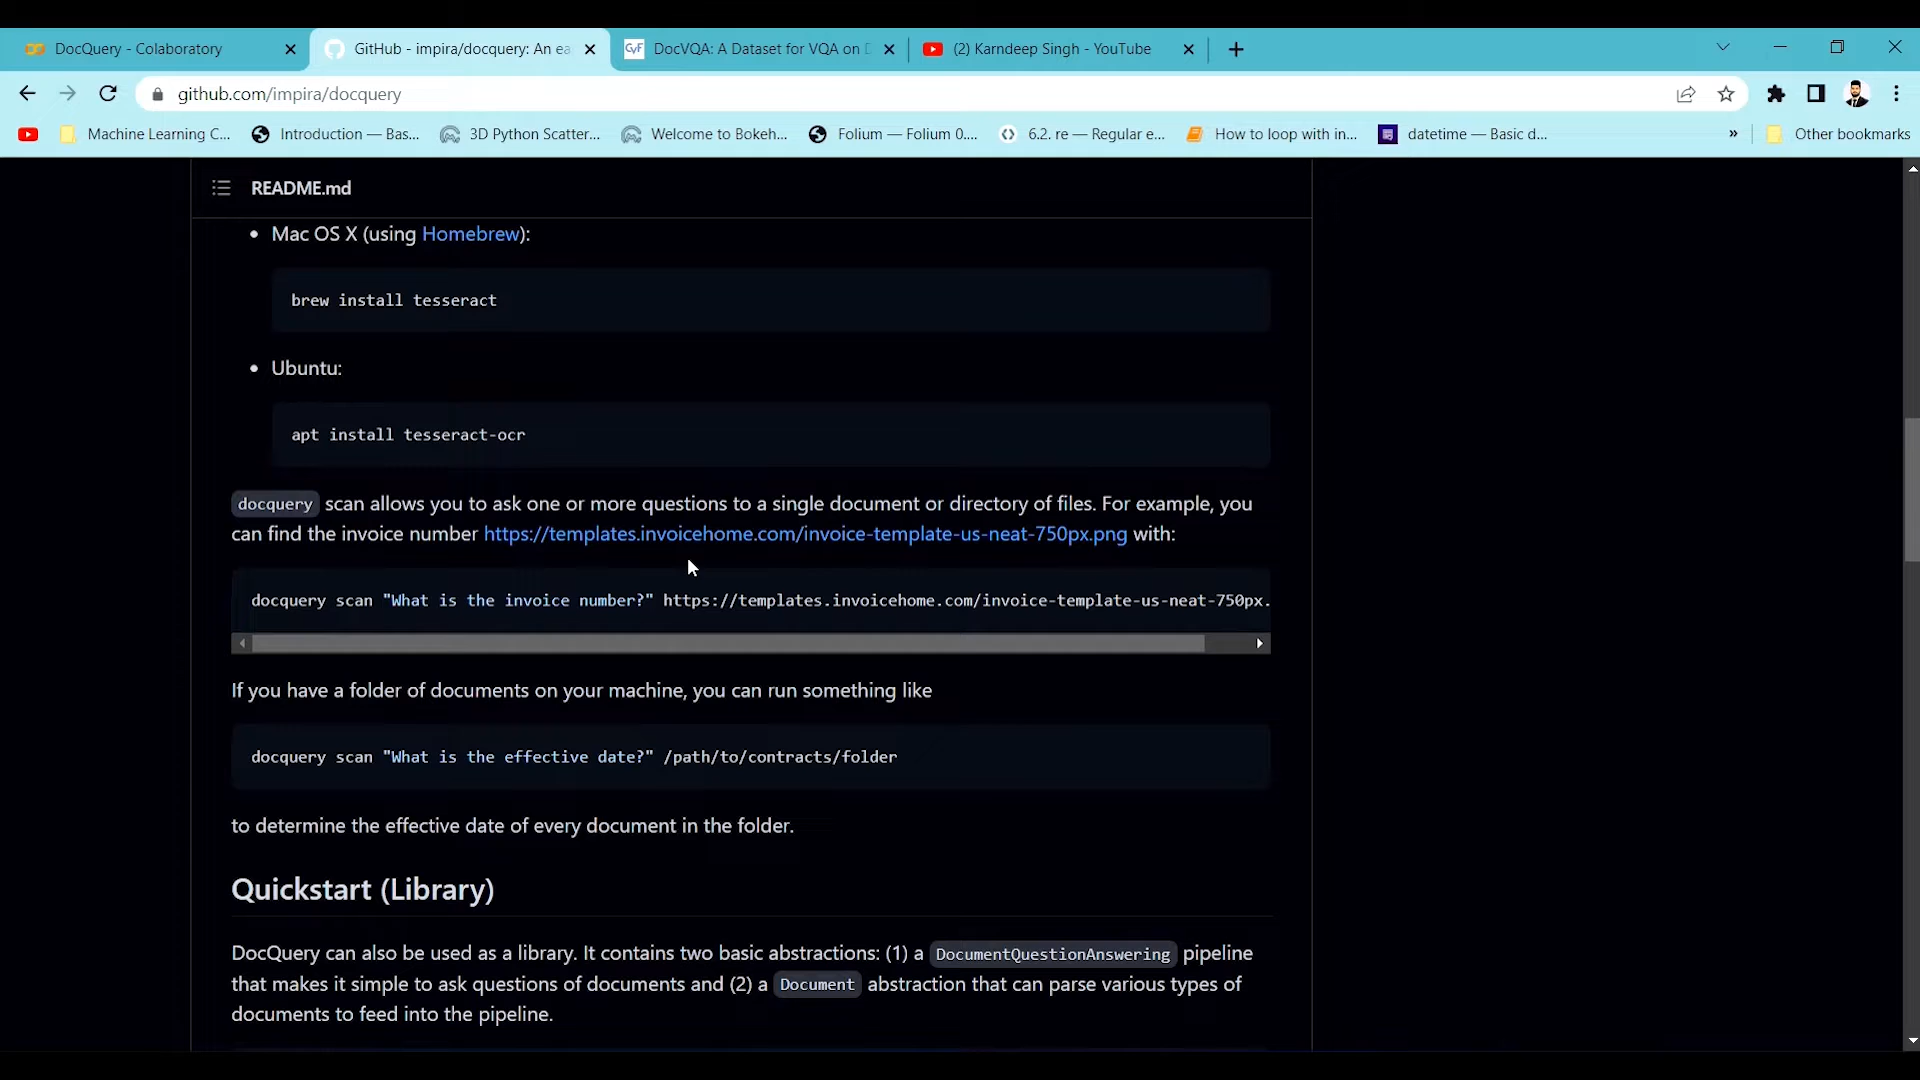 DocQuery - Colaboratory
GitHub - impira/docquery: An ea
DocVQA: A Dataset for VQA on D
(2) Karndeep Singh - YouTube
github.com/impira/docquery
Machine Learning C...
Introduction — Bas...
3D Python Scatter...
Welcome to Bokeh...
Folium — Folium 0....
6.2. re — Regular e...
How to loop with in...
datetime — Basic d...
»
Other bookmarks
README.md
• Mac OS X (using Homebrew):
brew install tesseract
• Ubuntu:
apt install tesseract-ocr
docquery scan allows you to ask one or more questions to a single document or directory of files. For example, you
can find the invoice number https://templates.invoicehome.com/invoice-template-us-neat-750px.png with:
docquery scan "What is the invoice number?" https://templates.invoicehome.com/invoice-template-us-neat-750px.
If you have a folder of documents on your machine, you can run something like
docquery scan "What is the effective date?" /path/to/contracts/folder
to determine the effective date of every document in the folder.
Quickstart (Library)
DocQuery can also be used as a library. It contains two basic abstractions: (1) a DocumentQuestionAnswering pipeline
that makes it simple to ask questions of documents and (2) a Document abstraction that can parse various types of
documents to feed into the pipeline.